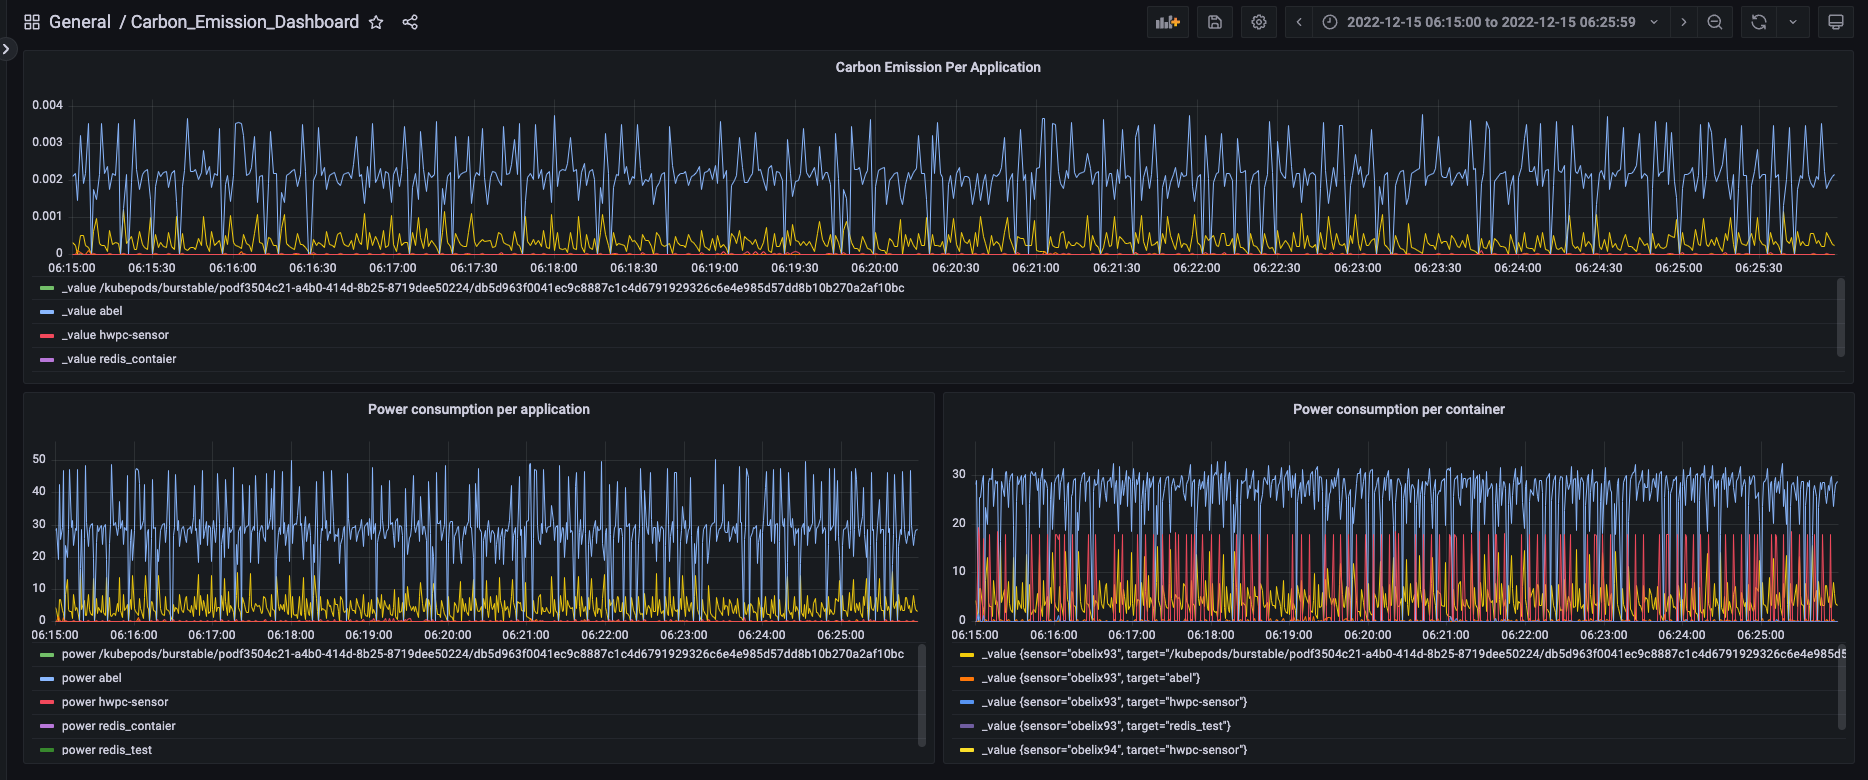 General / Carbon_Emission_Dashboard
2022-12-15 06:15:00 to 2022-12-15 06:25:59
Carbon Emission Per Application
0.004
0.003
0.002
0.001
0
06:15:00 06:15:30 06:16:00 06:16:30 06:17:00 06:17:30 06:18:00 06:18:30 06:19:00 06:19:30 06:20:00 06:20:30 06:21:00 06:21:30 06:22:00 06:22:30 06:23:00 06:23:30 06:24:00 06:24:30 06:25:00 06:25:30
_value /kubepods/burstable/podf3504c21-a4b0-414d-8b25-8719dee50224/db5d963f0041ec9c8887c1c4d6791929326c6e4e985d57dd8b10b270a2af10bc
_value abel
_value hwpc-sensor
_value redis_contaier
Power consumption per application
50
40
30
20
10
0
06:15:00 06:16:00 06:17:00 06:18:00 06:19:00 06:20:00 06:21:00 06:22:00 06:23:00 06:24:00 06:25:00
power /kubepods/burstable/podf3504c21-a4b0-414d-8b25-8719dee50224/db5d963f0041ec9c8887c1c4d6791929326c6e4e985d57dd8b10b270a2af10bc
power abel
power hwpc-sensor
power redis_contaier
power redis_test
Power consumption per container
30
20
10
0
06:15:00 06:16:00 06:17:00 06:18:00 06:19:00 06:20:00 06:21:00 06:22:00 06:23:00 06:24:00 06:25:00
_value {sensor="obelix93", target="/kubepods/burstable/podf3504c21-a4b0-414d-8b25-8719dee50224/db5d963f0041ec9c8887c1c4d6791929326c6e4e985d5
_value {sensor="obelix93", target="abel"}
_value {sensor="obelix93", target="hwpc-sensor"}
_value {sensor="obelix93", target="redis_test"}
_value {sensor="obelix94", target="hwpc-sensor"}